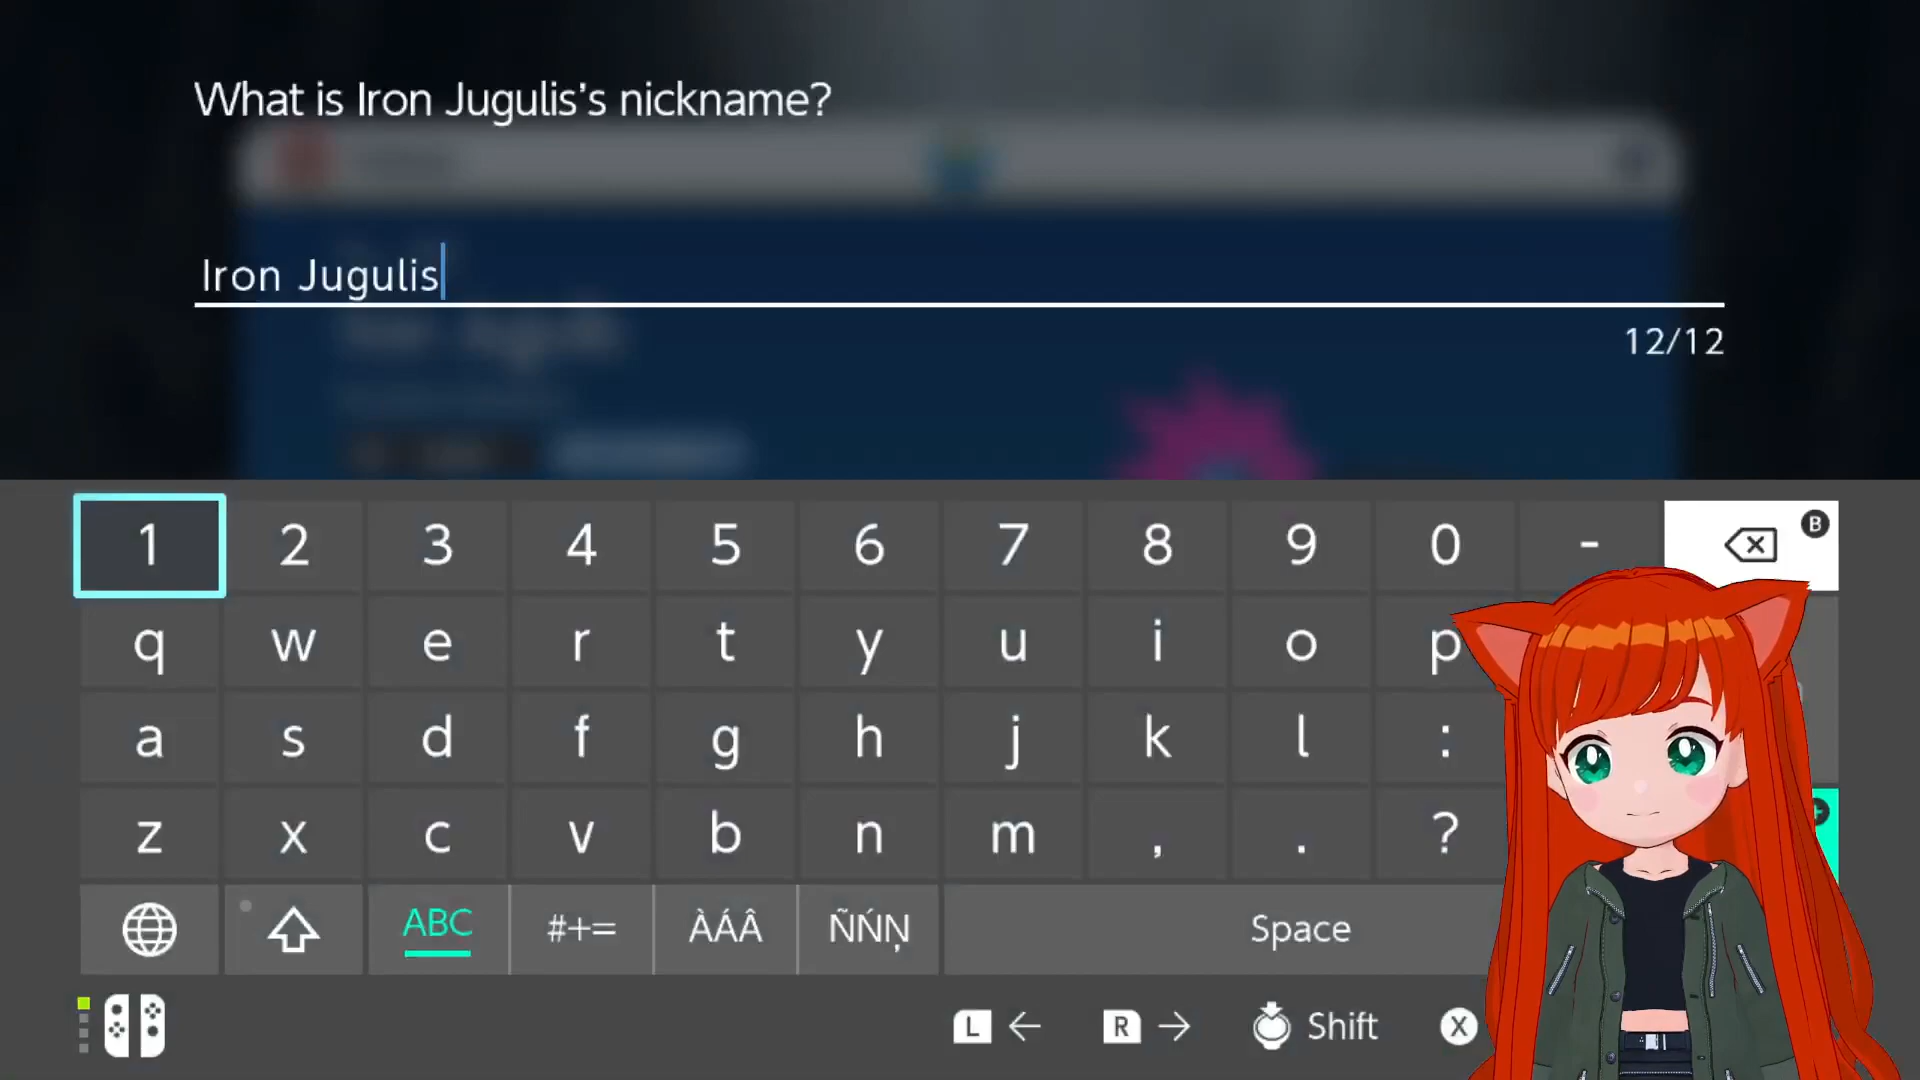 What is Iron Jugulis's nickname?
Iron Jugulis
12/12
1 2 3 4 5 6 7 8 9 0 - B
q w e r t y u i o p
a s d f g h j k l :
z x c v b n m , . ? +
ABC #+= ÀÁÂ ÑŃŅ Space
L ← R → Shift X